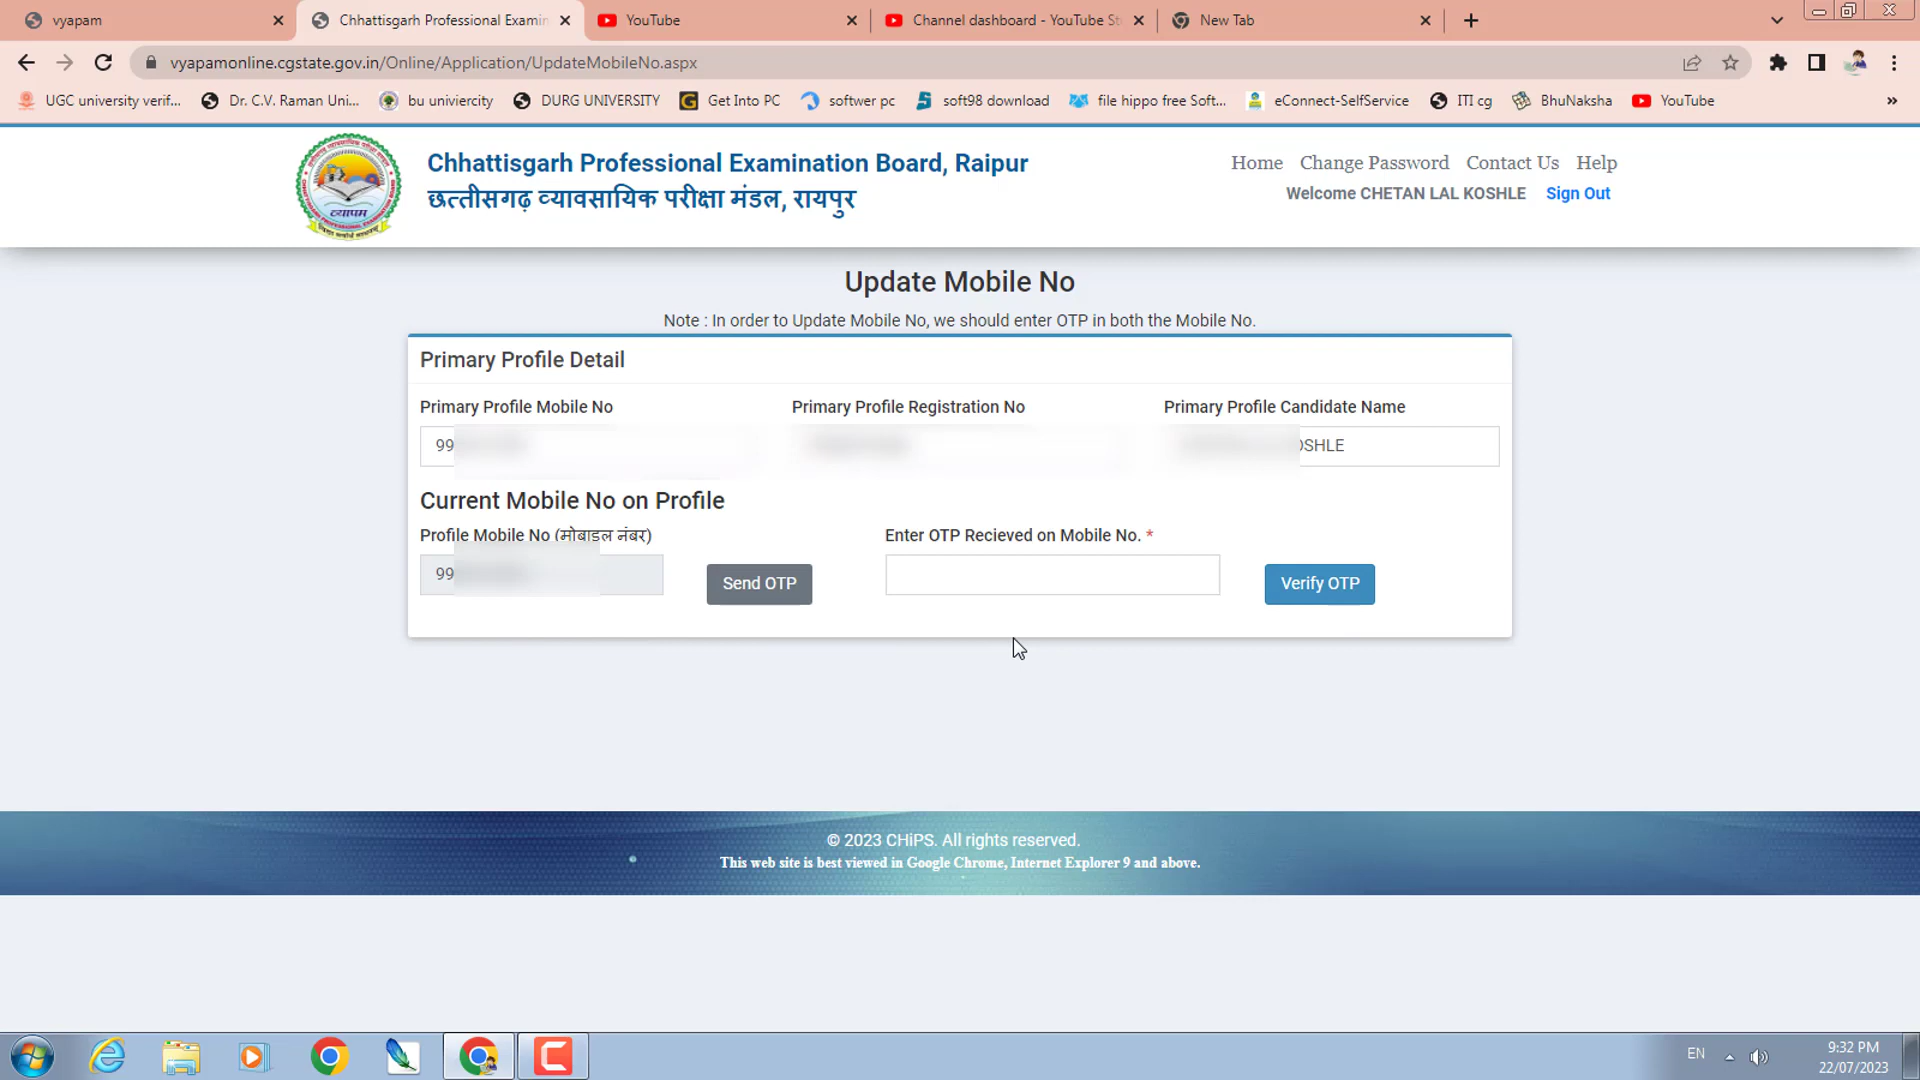 vyapam
Chhattisgarh Professional Examin
YouTube
Channel dashboard - YouTube St
New Tab
vyapamonline.cgstate.gov.in/Online/Application/UpdateMobileNo.aspx
UGC university verif...
Dr. C.V. Raman Uni...
bu univiercity
DURG UNIVERSITY
Get Into PC
softwer pc
soft98 download
file hippo free Soft...
eConnect-SelfService
ITI cg
BhuNaksha
YouTube
»
व्यापम
Chhattisgarh Professional Examination Board, Raipur
छत्तीसगढ़ व्यावसायिक परीक्षा मंडल, रायपुर
Home Change Password Contact Us Help
Welcome CHETAN LAL KOSHLE Sign Out
Update Mobile No
Note : In order to Update Mobile No, we should enter OTP in both the Mobile No.
Primary Profile Detail
Primary Profile Mobile No Primary Profile Registration No Primary Profile Candidate Name
99 OSHLE
Current Mobile No on Profile
Profile Mobile No (मोबाइल नंबर) Enter OTP Recieved on Mobile No. *
99 Send OTP Verify OTP
© 2023 CHiPS. All rights reserved.
This web site is best viewed in Google Chrome, Internet Explorer 9 and above.
EN
9:32 PM
22/07/2023